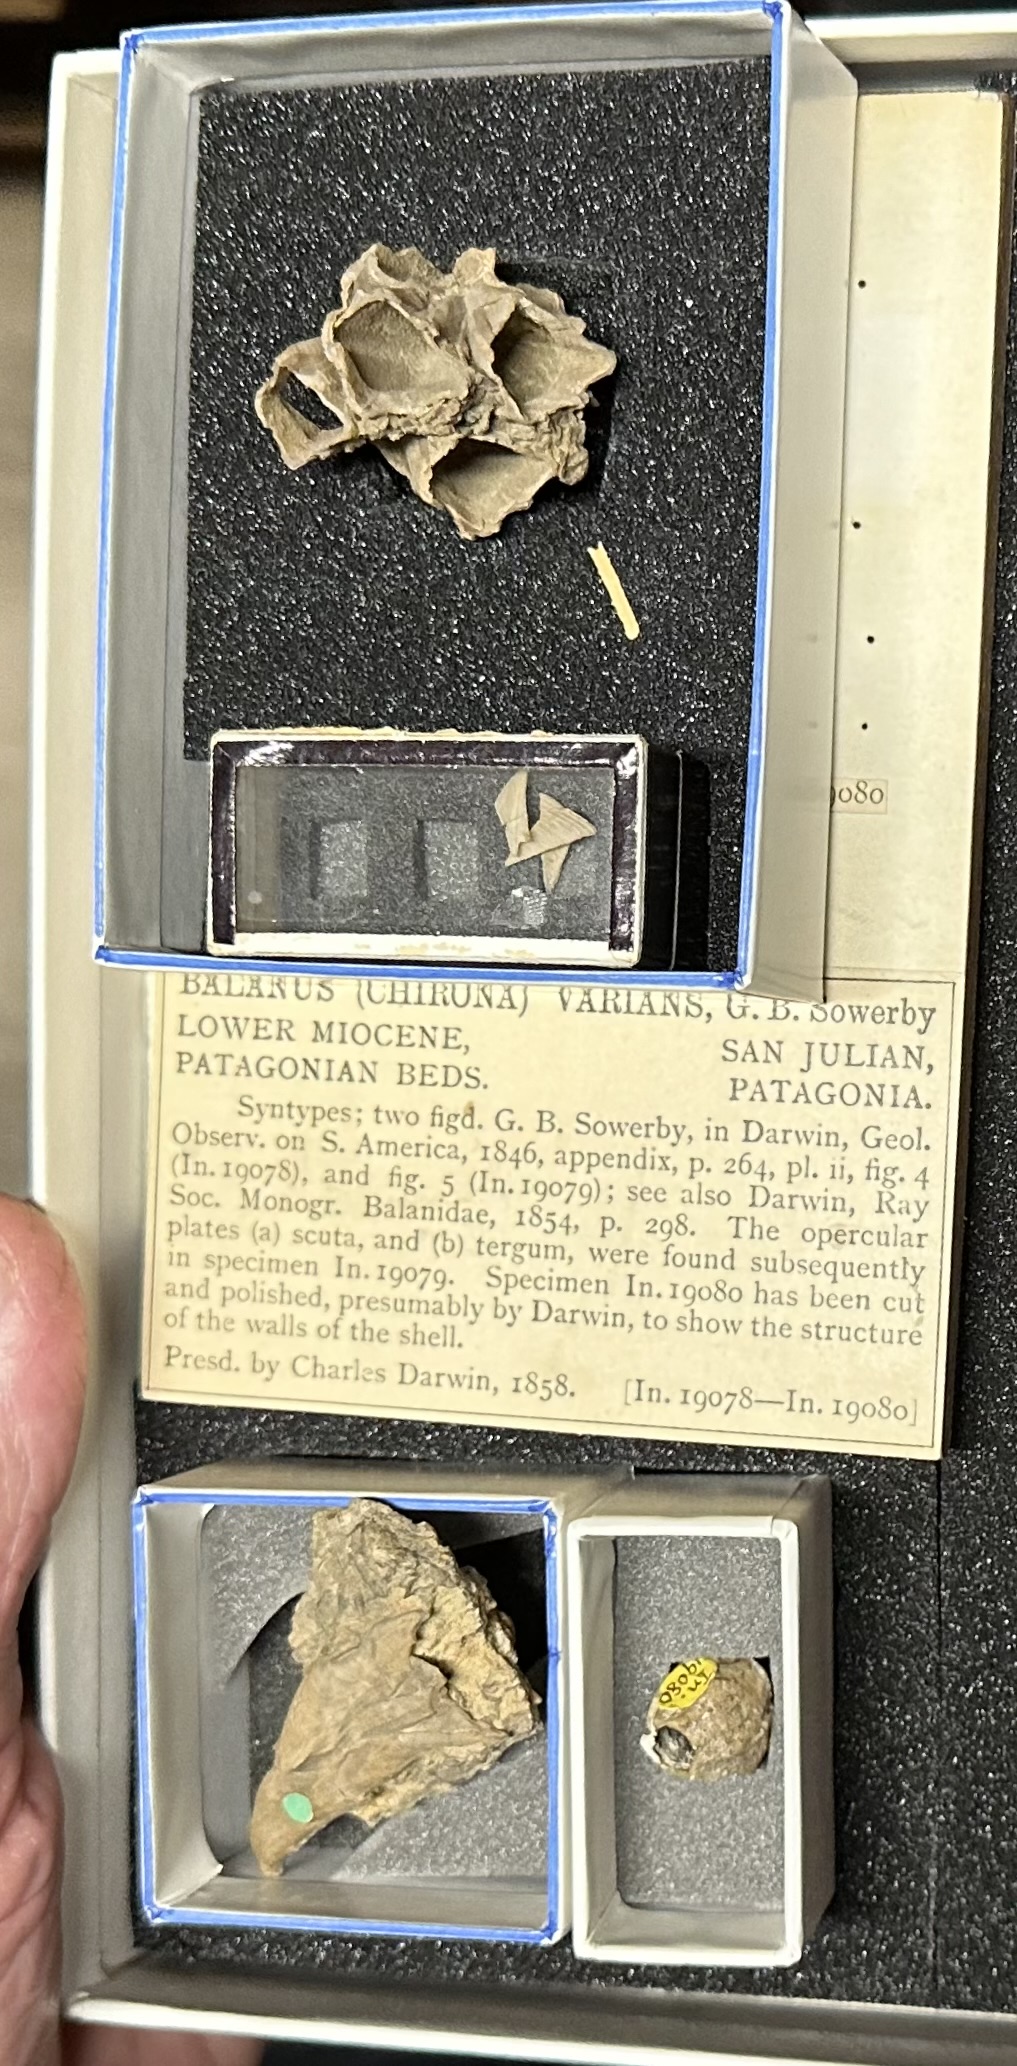 9080
BALANUS (CHIRONA) VARIANS, G. B. Sowerby
LOWER MIOCENE, SAN JULIAN,
PATAGONIAN BEDS. PATAGONIA.
Syntypes; two figd. G. B. Sowerby, in Darwin, Geol.
Observ. on S. America, 1846, appendix, p. 264, pl. ii, fig. 4
(In. 19078), and fig. 5 (In. 19079); see also Darwin, Ray
Soc. Monogr. Balanidae, 1854, p. 298. The opercular
plates (a) scuta, and (b) tergum, were found subsequently
in specimen In. 19079. Specimen In. 19080 has been cut
and polished, presumably by Darwin, to show the structure
of the walls of the shell.
Presd. by Charles Darwin, 1858. [In. 19078—In. 19080]
In.
19080